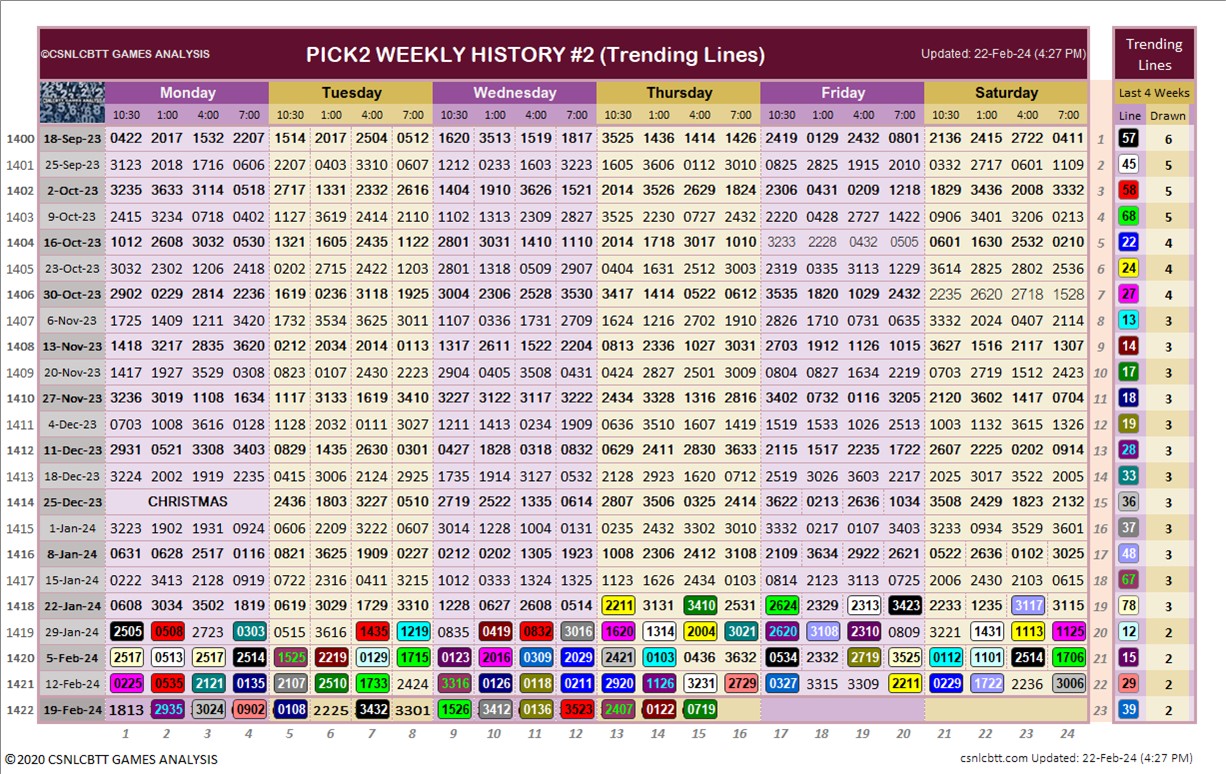 ©CSNLCBTT GAMES ANALYSIS PICK2 WEEKLY HISTORY #2 (Trending Lines) Updated: 22-Feb-24 (4:27 PM) Trending Lines
Monday Tuesday Wednesday Thursday Friday Saturday Last 4 Weeks
10:30 1:00 4:00 7:00 10:30 1:00 4:00 7:00 10:30 1:00 4:00 7:00 10:30 1:00 4:00 7:00 10:30 1:00 4:00 7:00 10:30 1:00 4:00 7:00 Line Drawn
1400 18-Sep-23 0422 2017 1532 2207 1514 2017 2504 0512 1620 3513 1519 1817 3525 1436 1414 1426 2419 0129 2432 0801 2136 2415 2722 0411 1 57 6
1401 25-Sep-23 3123 2018 1716 0606 2207 0403 3310 0607 1212 0233 1603 3223 1605 3606 0112 3010 0825 2825 1915 2010 0332 2717 0601 1109 2 45 5
1402 2-Oct-23 3235 3633 3114 0518 2717 1331 2332 2616 1404 1910 3626 1521 2014 3526 2629 1824 2306 0431 0209 1218 1829 3436 2008 3332 3 58 5
1403 9-Oct-23 2415 3234 0718 0402 1127 3619 2414 2110 1102 1313 2309 2827 3525 2230 0727 2432 2220 0428 2727 1422 0906 3401 3206 0213 4 68 5
1404 16-Oct-23 1012 2608 3032 0530 1321 1605 2435 1122 2801 3031 1410 1110 2014 1718 3017 1010 3233 2228 0432 0505 0601 1630 2532 0210 5 22 4
1405 23-Oct-23 3032 2302 1206 2418 0202 2715 2422 1203 2801 1318 0509 2907 0404 1631 2512 3003 2319 0335 3113 1229 3614 2825 2802 2536 6 24 4
1406 30-Oct-23 2902 0229 2814 2236 1619 0236 3118 1923 3004 2306 2528 3530 3417 1414 0522 0612 3535 1820 1029 2432 2235 2620 2718 1528 7 27 4
1407 6-Nov-23 1725 1409 1211 3420 1732 3534 3625 3011 1107 0336 1731 2709 1624 1216 2702 1910 2826 1710 0731 0635 3332 2024 0407 2114 8 13 3
1408 13-Nov-23 1418 3217 2835 3620 0212 2034 2014 0113 1317 2611 1522 2204 0813 2336 1027 3031 2703 1912 1126 1015 3627 1516 2117 1307 9 14 3
1409 20-Nov-23 1417 1927 3529 0308 0823 0107 2430 2223 2904 0405 3508 0431 0424 2827 2501 3009 0804 0827 1634 2219 0703 2719 1512 2423 10 17 3
1410 27-Nov-23 3236 3019 1108 1634 1117 3133 1619 3410 3227 3122 3117 3222 2434 3328 1316 2816 3402 0732 0116 3205 2120 3602 1417 0704 11 18 3
1411 4-Dec-23 0703 1008 3616 0128 1128 2032 0111 3027 1211 1413 0234 1909 0636 3510 1607 1419 1519 1533 1026 2513 1003 1132 3615 1326 12 19 3
1412 11-Dec-23 2931 0521 3308 3403 0829 1435 2630 0301 0427 1828 0318 0832 0629 2411 2830 3633 2115 1517 2235 1722 2607 2225 0202 0914 13 28 3
1413 18-Dec-23 3224 2002 1919 2235 0415 3006 2124 2923 1735 1914 3127 0532 2128 2923 1620 0712 2519 3026 3603 2217 2025 3017 3522 2005 14 33 3
1414 25-Dec-23 CHRISTMAS 2436 1803 3227 0510 2719 2522 1335 0614 2807 3506 0325 2414 3622 0213 2636 1034 3508 2429 1823 2132 15 36 3
1415 1-Jan-24 3223 1902 1931 0924 0606 2209 3222 0607 3014 1228 1004 0131 0235 2432 3302 3010 3332 0217 0107 3403 3233 0934 3529 3601 16 37 3
1416 8-Jan-24 0631 0628 2517 0116 0821 3625 1909 0227 0212 0202 1305 1923 1008 2306 2412 3108 2109 3634 2922 2621 0522 2636 0102 3025 17 48 3
1417 15-Jan-24 0222 3413 2128 0919 0722 2316 0411 3215 1012 0333 1324 1325 1123 1626 2434 0103 0814 2123 3113 0725 2006 2430 2103 0615 18 67 3
1418 22-Jan-24 0608 3034 3502 1819 0619 3029 1729 3310 1228 0627 2608 0514 2211 3131 3410 2531 2624 2329 2313 3423 2233 1235 3117 3115 19 78 3
1419 29-Jan-24 2505 0508 2723 0303 0515 3616 1435 1219 0835 0419 0832 3016 1620 1314 2004 3021 2620 3108 2310 0809 3221 1431 1113 1125 20 12 2
1420 5-Feb-24 2517 0513 2517 2514 1525 2219 0129 1715 0123 2016 0309 2029 2421 0103 0436 3632 0534 2332 2719 3525 0112 1101 2514 1706 21 15 2
1421 12-Feb-24 0225 0535 2121 0135 2107 2510 1733 2424 3316 0126 0118 0211 2920 1126 3231 2729 0327 3315 3309 2211 0229 1722 2236 3006 22 29 2
1422 19-Feb-24 1813 2935 3024 0902 0108 2225 3432 3301 1526 3412 0136 3523 2407 0122 0719 23 39 2
1 2 3 4 5 6 7 8 9 10 11 12 13 14 15 16 17 18 19 20 21 22 23 24
©2020 CSNLCBTT GAMES ANALYSIS csnlcbtt.com Updated: 22-Feb-24 (4:27 PM)